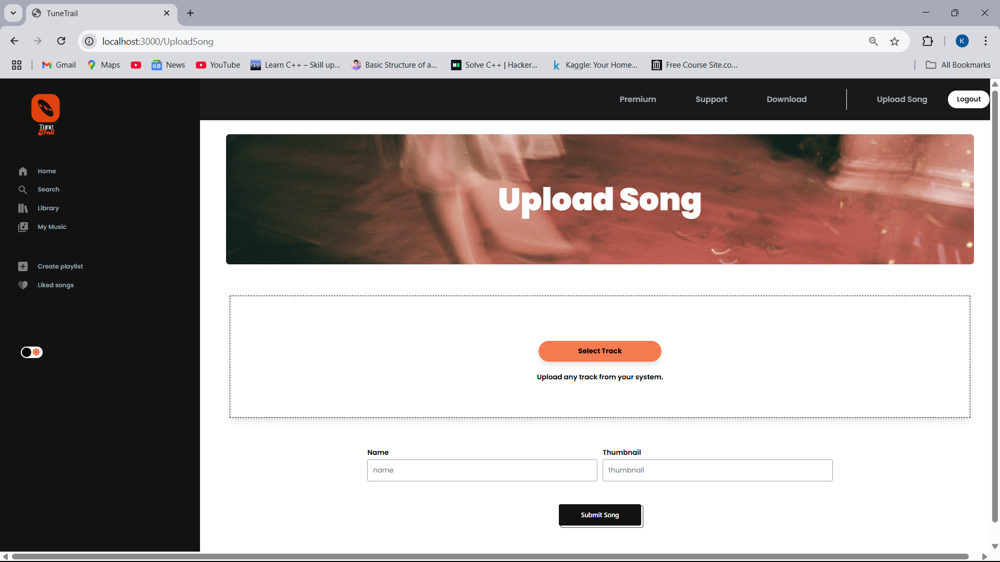 TuneTrail
localhost:3000/UploadSong
K
Gmail
Maps
News
YouTube
Learn C++ – Skill up...
Basic Structure of a...
Solve C++ | Hacker...
Kaggle: Your Home...
Free Course Site.co...
All Bookmarks
Tune
Trail
Premium
Support
Download
Upload Song
Logout
Home
Search
Library
My Music
Create playlist
Liked songs
Upload Song
Select Track
Upload any track from your system.
Name
Thumbnail
name
thumbnail
Submit Song